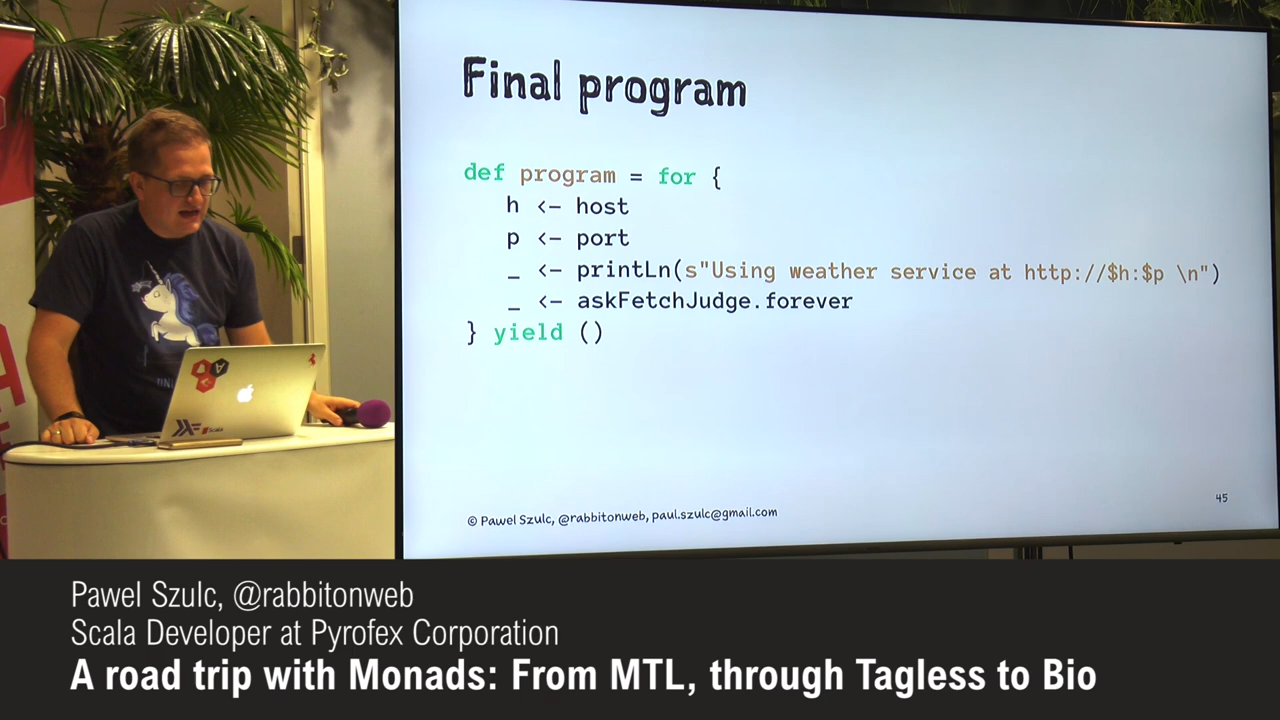 Final program
def program = for {
h <- host
p <- port
_ <- printLn(s"Using weather service at http://$h:$p \n")
_ <- askFetchJudge.forever
} yield ()
45
© Pawel Szulc, @rabbitonweb, paul.szulc@gmail.com
Pawel Szulc, @rabbitonweb
Scala Developer at Pyrofex Corporation
A road trip with Monads: From MTL, through Tagless to Bio